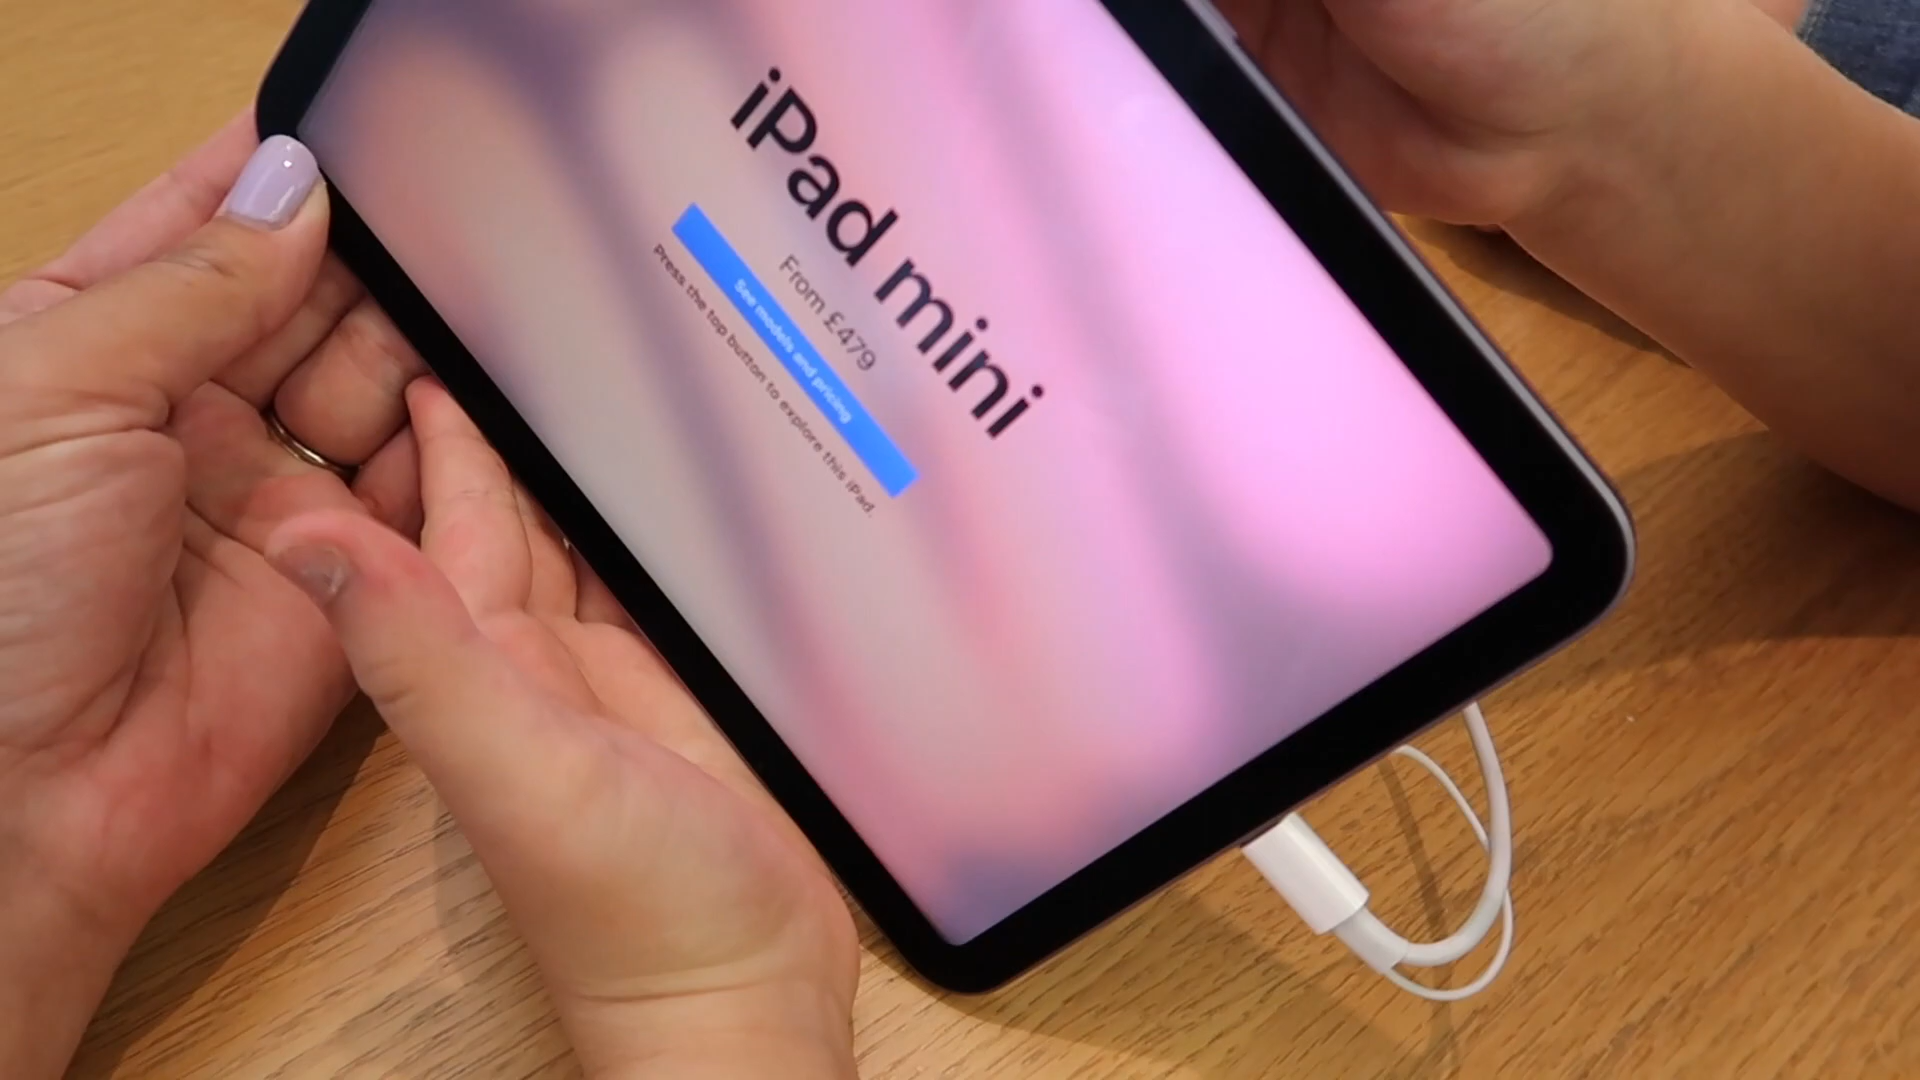 iPad mini
From £479
See models and pricing
Press the top button to explore this iPad.